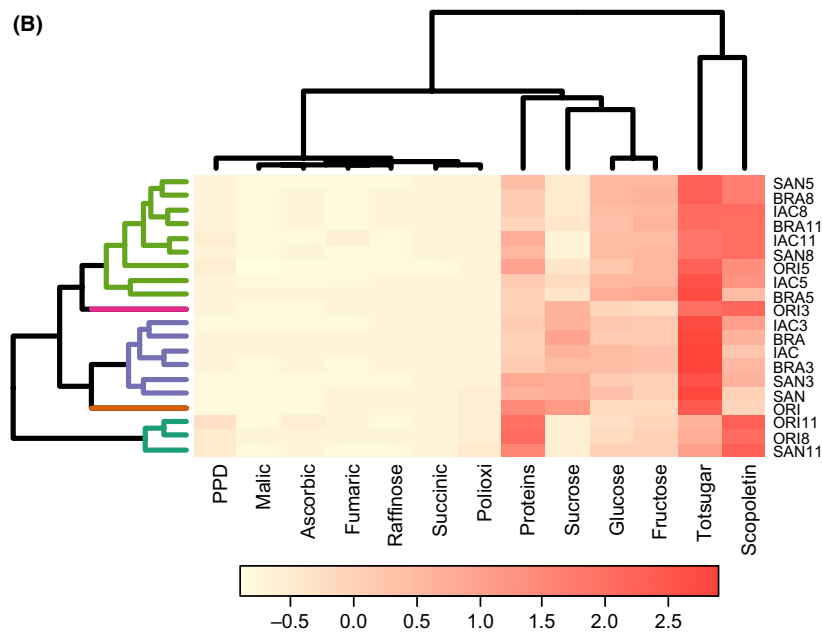 (B)
SAN5
BRA8
IAC8
BRA11
IAC11
SAN8
ORI5
IAC5
BRA5
ORI3
IAC3
BRA
IAC
BRA3
SAN3
SAN
ORI
ORI11
ORI8
SAN11
PPD
Malic
Ascorbic
Fumaric
Raffinose
Succinic
Polioxi
Proteins
Sucrose
Glucose
Fructose
Totsugar
Scopoletin
−0.5 0.0 0.5 1.0 1.5 2.0 2.5